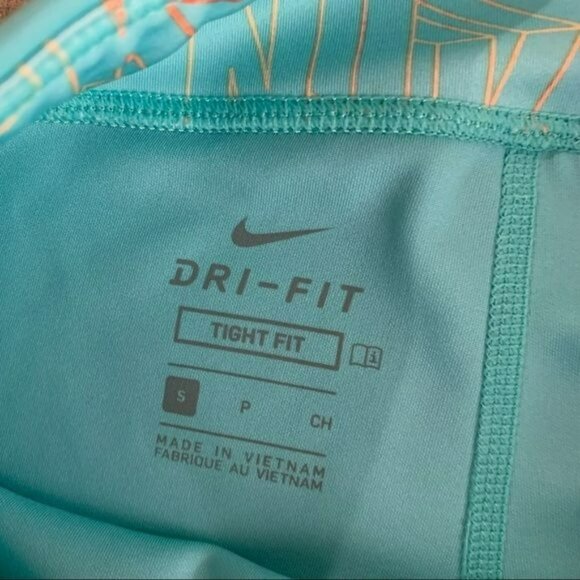 DRI-FIT
TIGHT FIT
S P CH
MADE IN VIETNAM
FABRIQUE AU VIETNAM